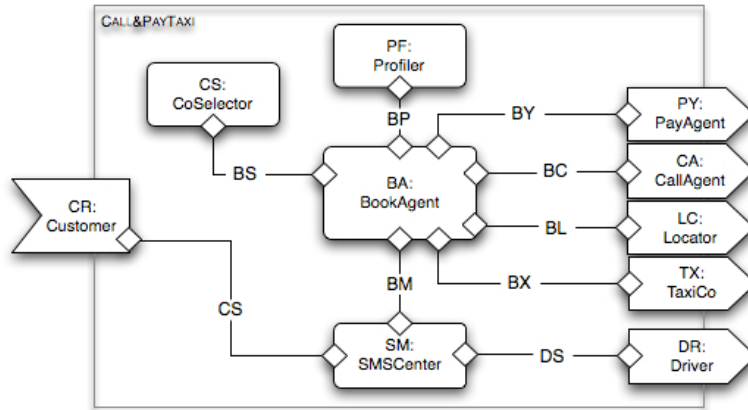 CALL&PAYTAXI
PF:
Profiler
CS:
CoSelector
PY:
PayAgent
BP
BY
BS
BA:
BookAgent
BC
CA:
CallAgent
CR:
Customer
BL
LC:
Locator
BM
BX
TX:
TaxiCo
CS
SM:
SMSCenter
DS
DR:
Driver